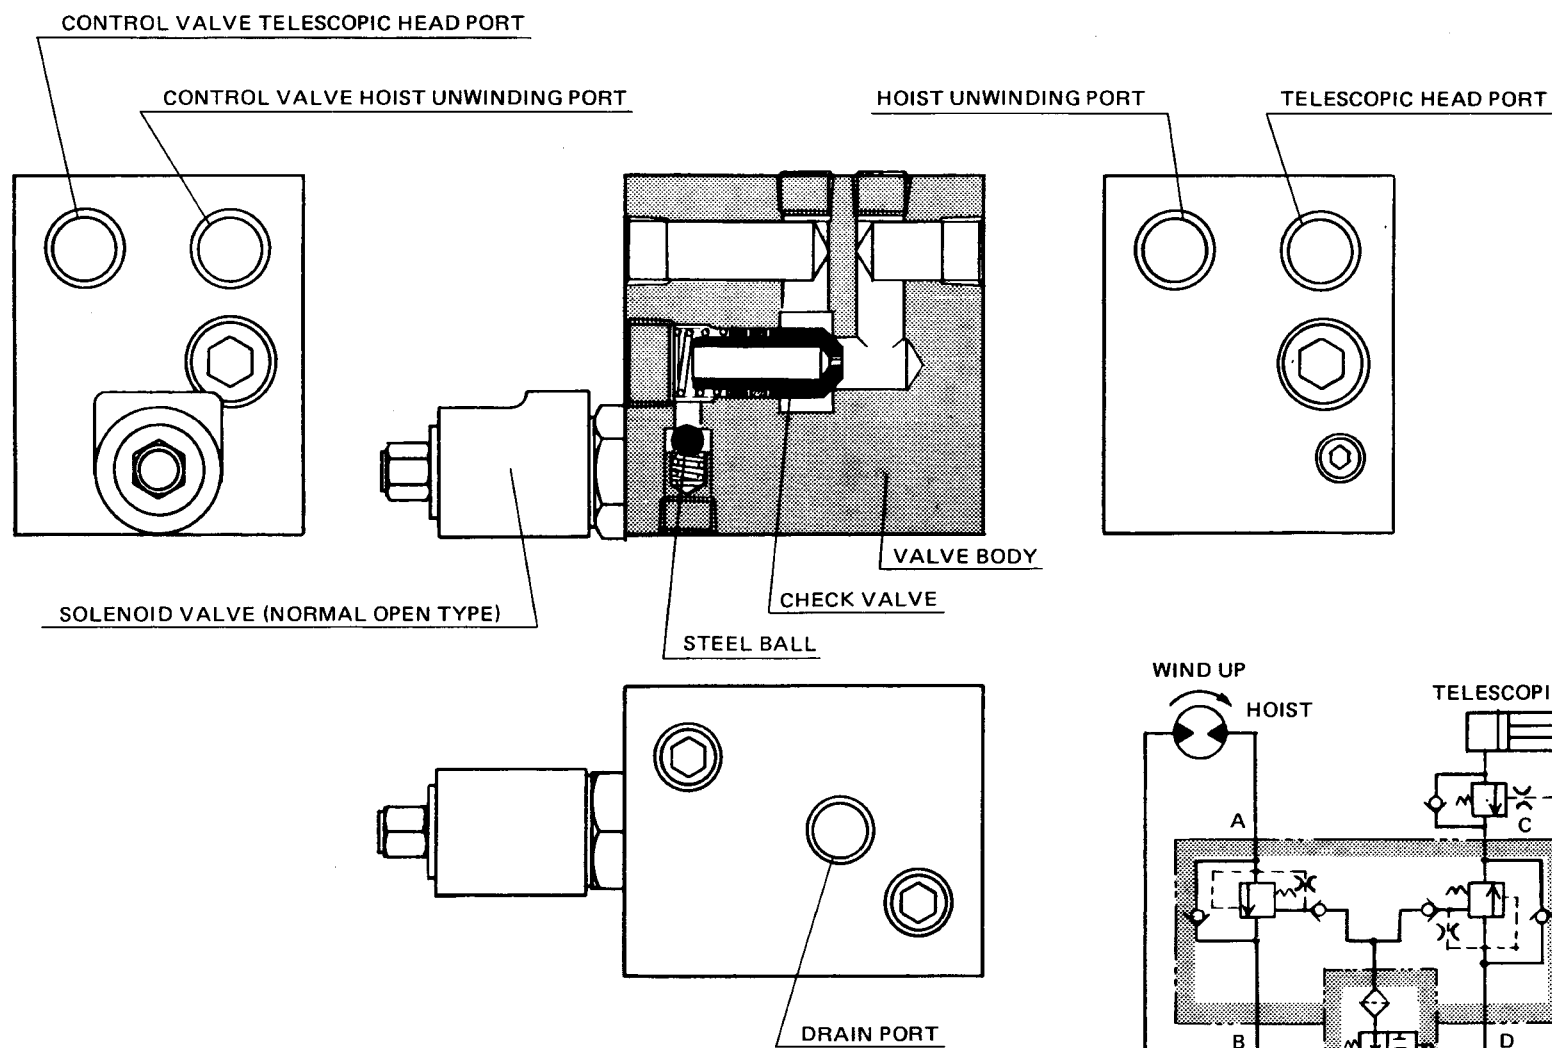 CONTROL VALVE TELESCOPIC HEAD PORT
CONTROL VALVE HOIST UNWINDING PORT
HOIST UNWINDING PORT
TELESCOPIC HEAD PORT
VALVE BODY
CHECK VALVE
SOLENOID VALVE (NORMAL OPEN TYPE)
STEEL BALL
WIND UP
HOIST
TELESCOPI
A
C
DRAIN PORT
B
D